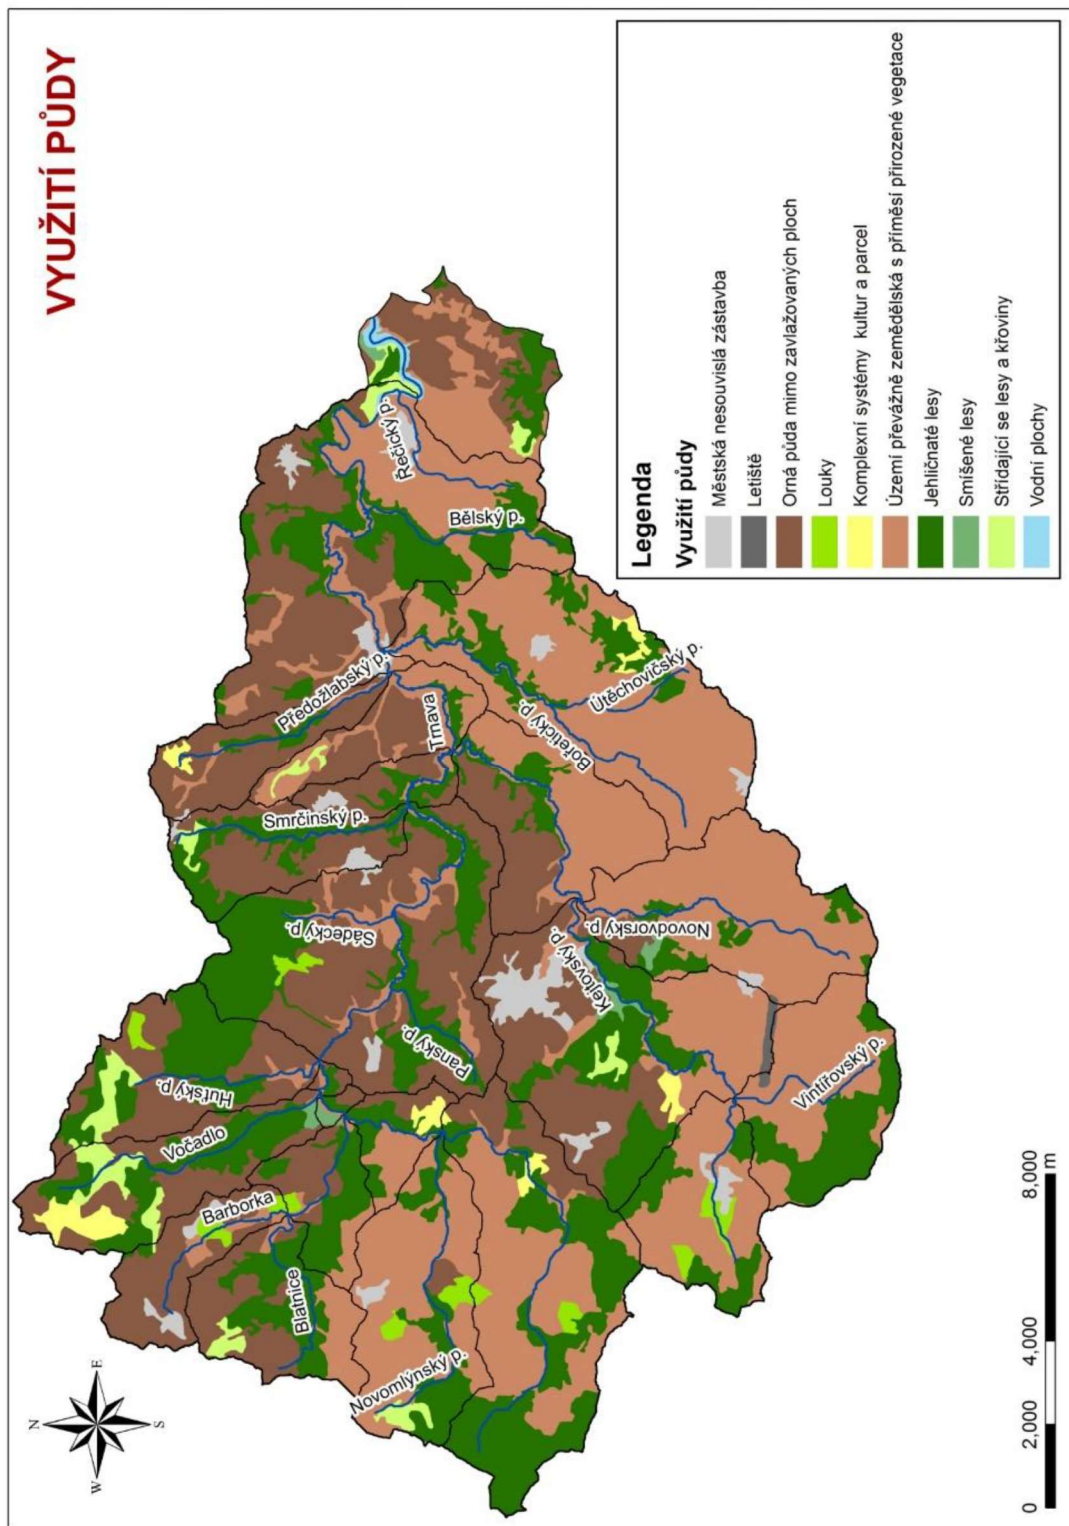 VYUŽITÍ PŮDY
N
W
E
S
Huťský p.
Vočadlo
Barborka
Blatnice
Novomlýnský p.
Panský p.
Sádecký p.
Smrčinský p.
Předožlabský p.
Trnava
Řečický p.
Bělský p.
Bořetický p.
Útěchovičský p.
Novodvorský p.
Kejtovský p.
Vintířovský p.
Legenda
Využití půdy
Městská nesouvislá zástavba
Letiště
Orná půda mimo zavlažovaných ploch
Louky
Komplexní systémy kultur a parcel
Území převážně zemědělská s příměsí přirozené vegetace
Jehličnaté lesy
Smíšené lesy
Střídající se lesy a křoviny
Vodní plochy
0 2,000 4,000 8,000 m